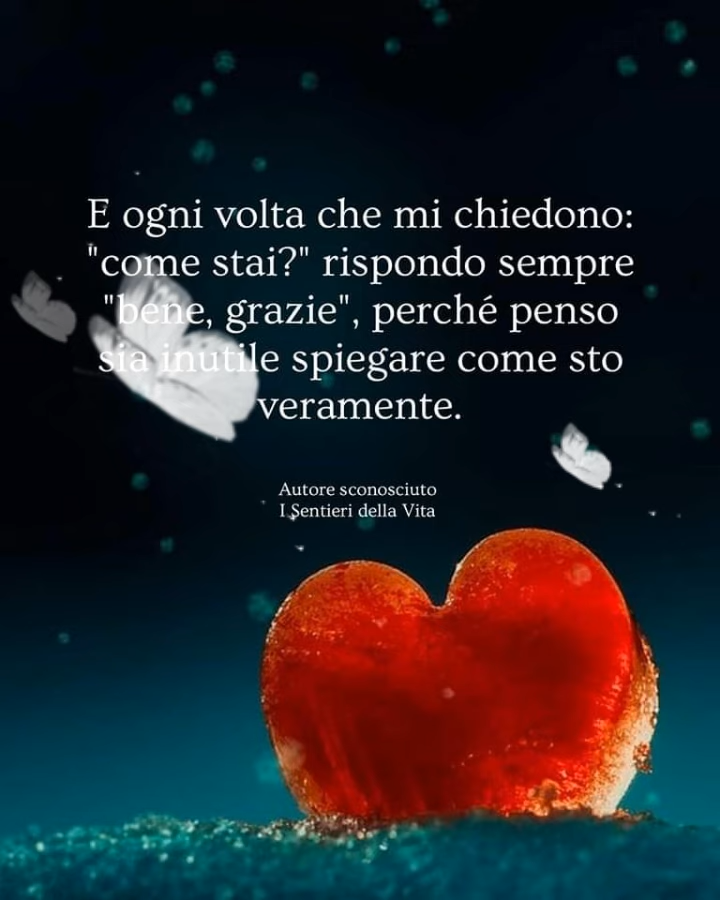 E ogni volta che mi chiedono:
"come stai?" rispondo sempre
"bene, grazie", perché penso
sia inutile spiegare come sto
veramente.
Autore sconosciuto
I Sentieri della Vita